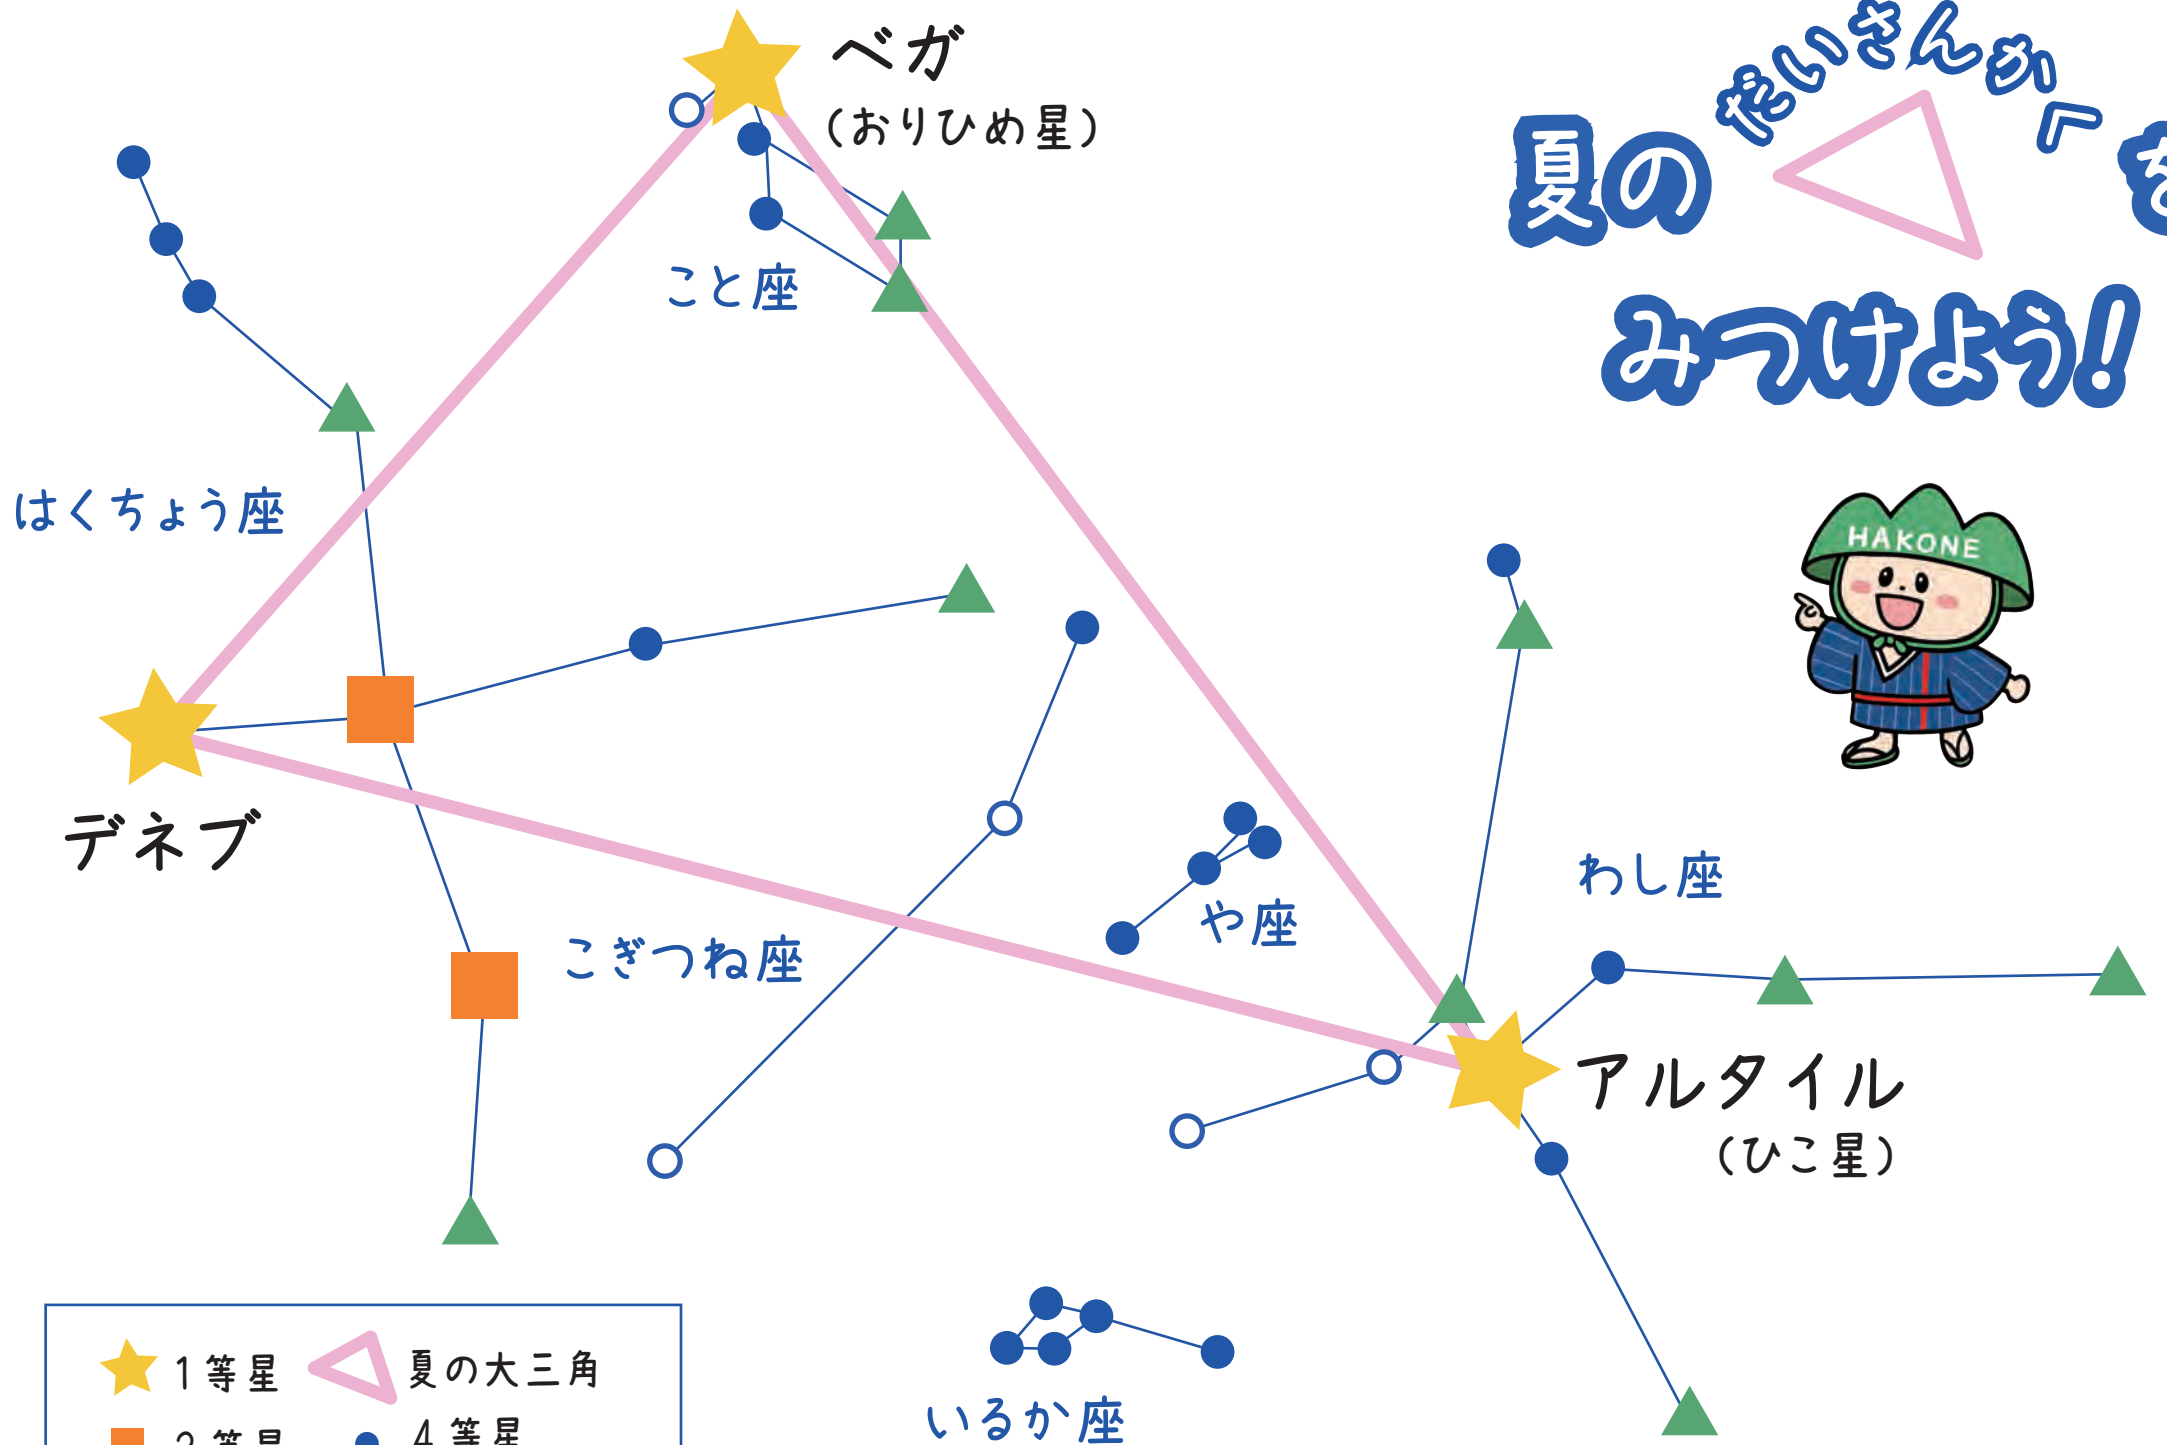 ベガ
(おりひめ星)
だいさんかく
夏の を
みつけよう!
こと座
はくちょう座
HAKONE
デネブ
こぎつね座
や座
わし座
アルタイル
(ひこ星)
いるか座
1等星 夏の大三角
2等星 4等星